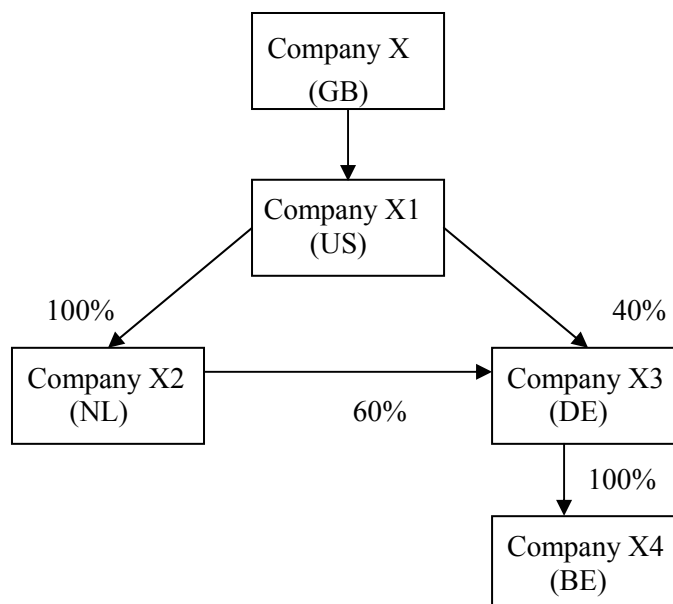 Company X
(GB)
Company X1
(US)
100%
40%
Company X2
(NL)
60%
Company X3
(DE)
100%
Company X4
(BE)